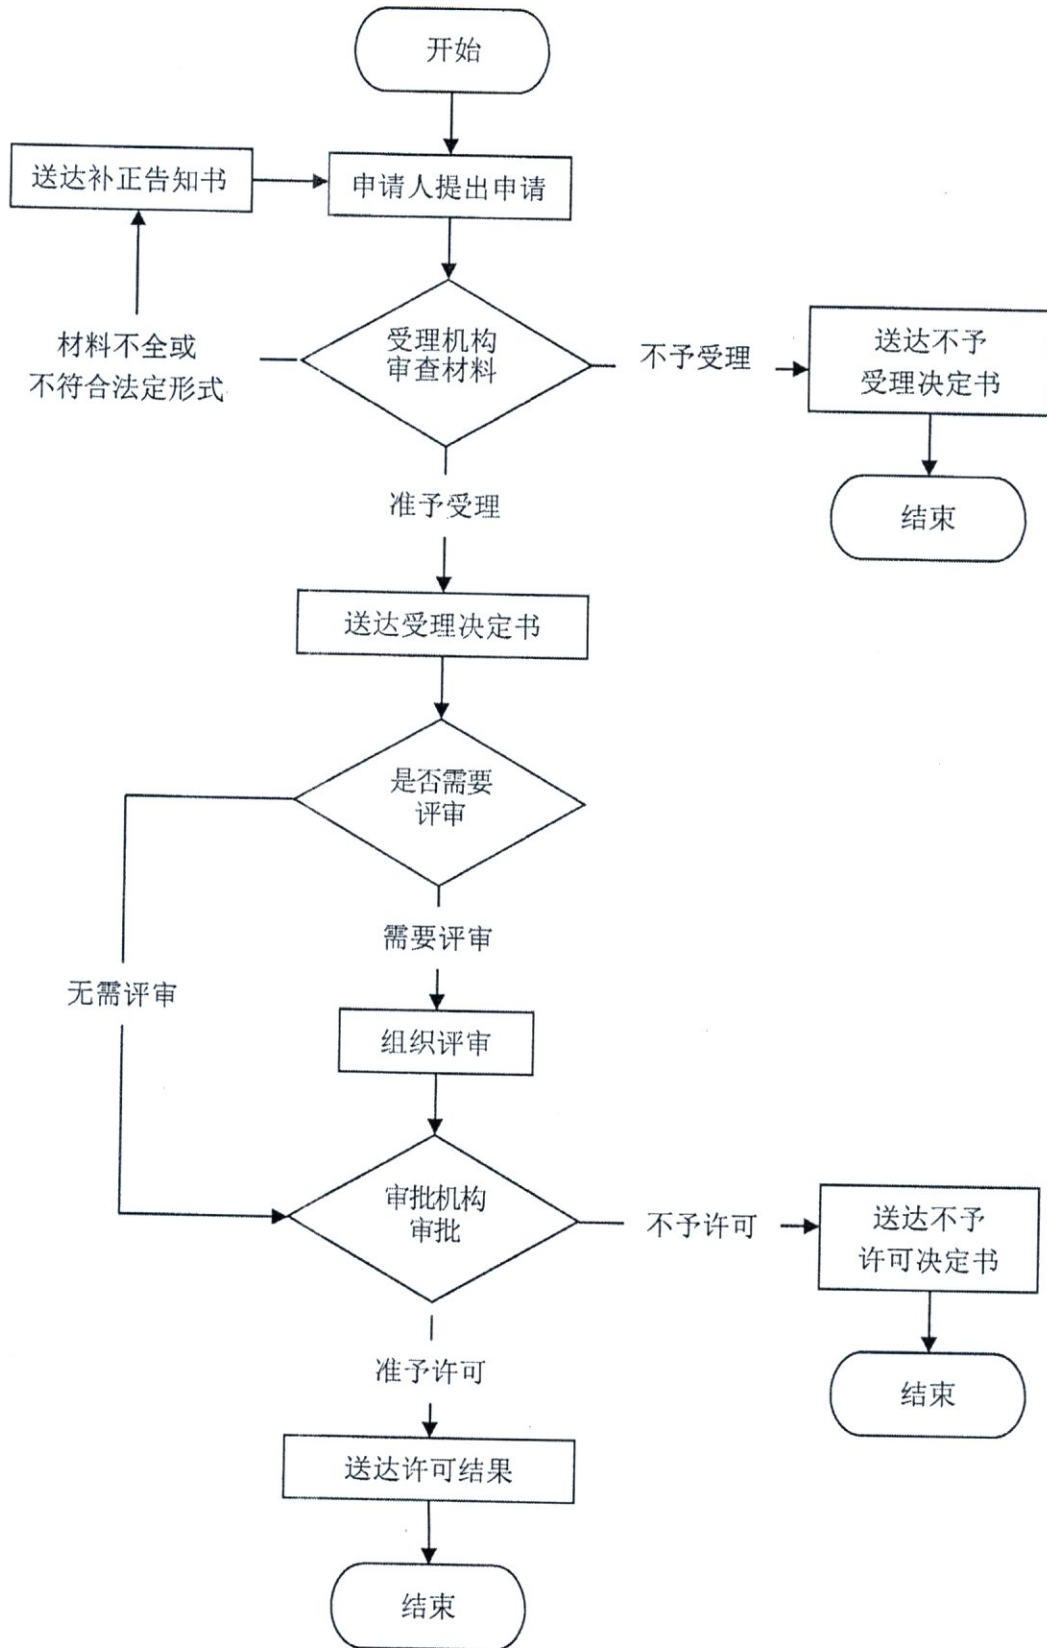 开始
送达补正告知书
申请人提出申请
材料不全或
不符合法定形式
受理机构
审查材料
不予受理
送达不予
受理决定书
结束
准予受理
送达受理决定书
是否需要
评审
需要评审
无需评审
组织评审
审批机构
审批
不予许可
送达不予
许可决定书
结束
准予许可
送达许可结果
结束